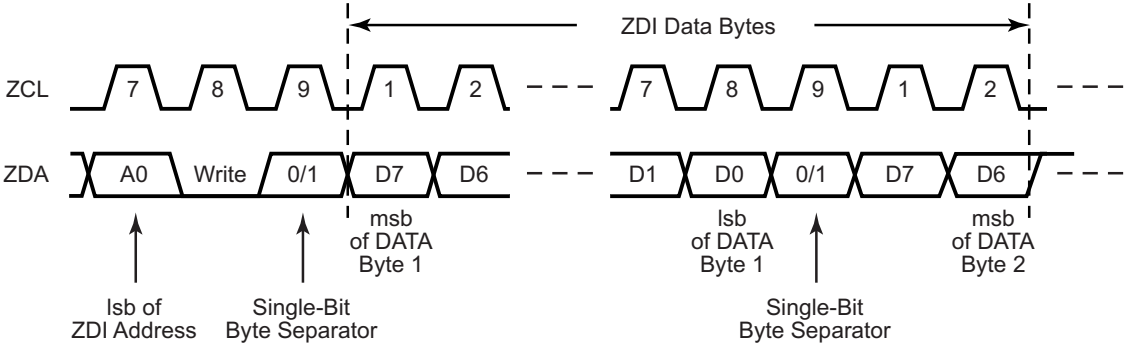 ZDI Data Bytes
ZCL 7 8 9 1 2 7 8 9 1 2
ZDA A0 Write 0/1 D7 D6 D1 D0 0/1 D7 D6
msb
of DATA
Byte 1
lsb
of DATA
Byte 1
msb
of DATA
Byte 2
lsb of
ZDI Address
Single-Bit
Byte Separator
Single-Bit
Byte Separator